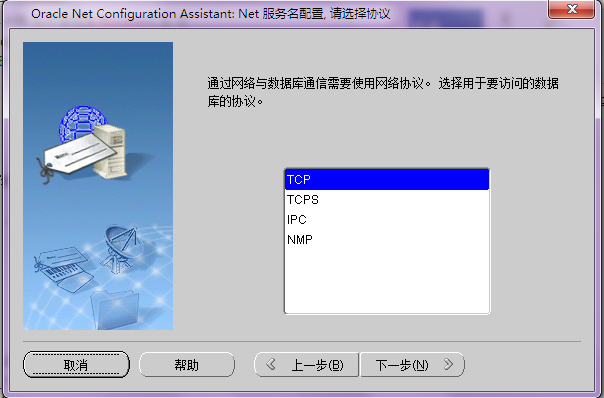 Oracle Net Configuration Assistant: Net 服务名配置, 请选择协议
通过网络与数据库通信需要使用网络协议。 选择用于要访问的数据
库的协议。
TCP
TCPS
IPC
NMP
取消
帮助
上一步(B)
下一步(N)